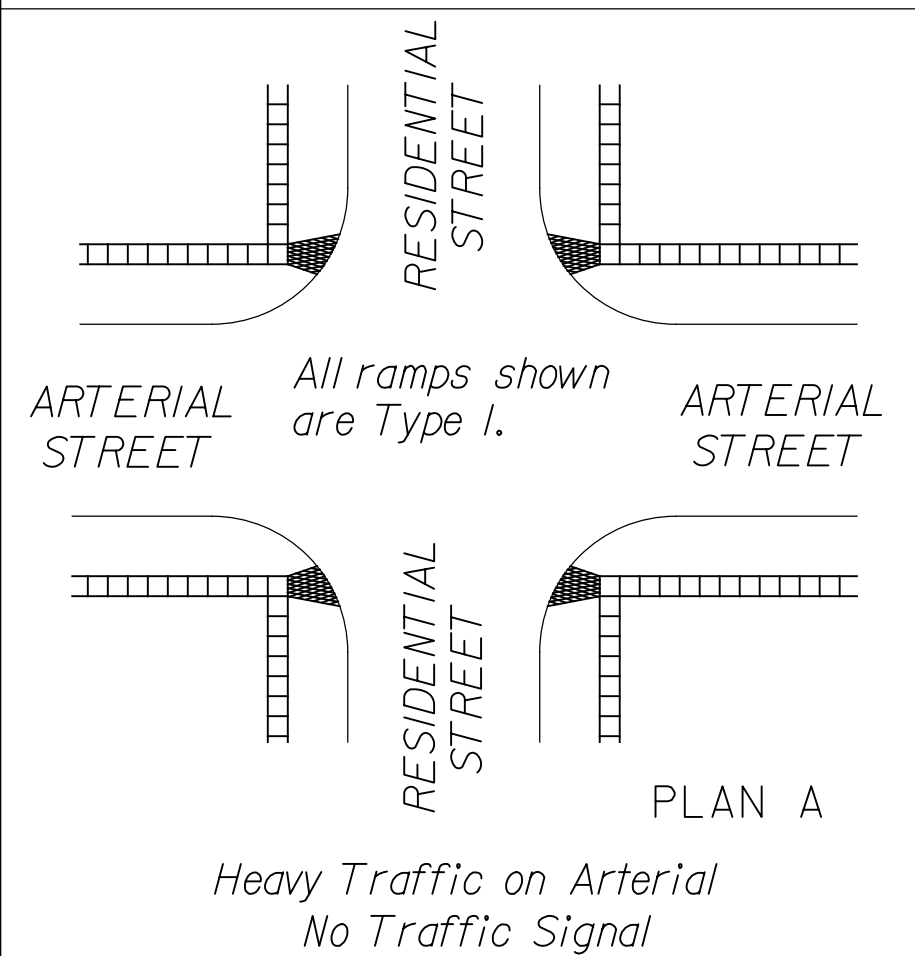 RESIDENTIAL
STREET
All ramps shown
are Type I.
ARTERIAL
STREET
ARTERIAL
STREET
RESIDENTIAL
STREET
PLAN A
Heavy Traffic on Arterial
No Traffic Signal